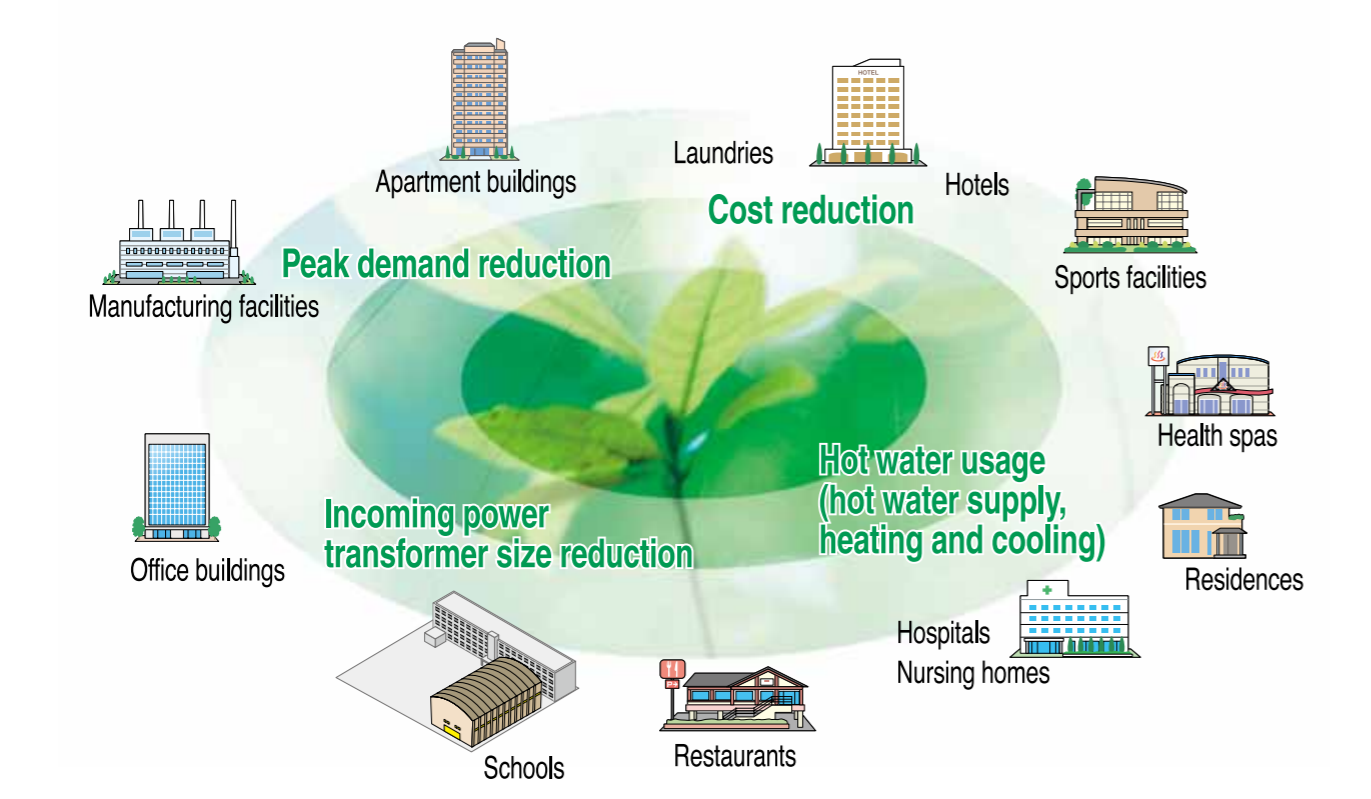 HOTEL
Laundries
Apartment buildings
Hotels
Cost reduction
Peak demand reduction
Sports facilities
Manufacturing facilities
Health spas
Hot water usage
(hot water supply,
heating and cooling)
Incoming power
transformer size reduction
Office buildings
Residences
Hospitals
Nursing homes
Restaurants
Schools